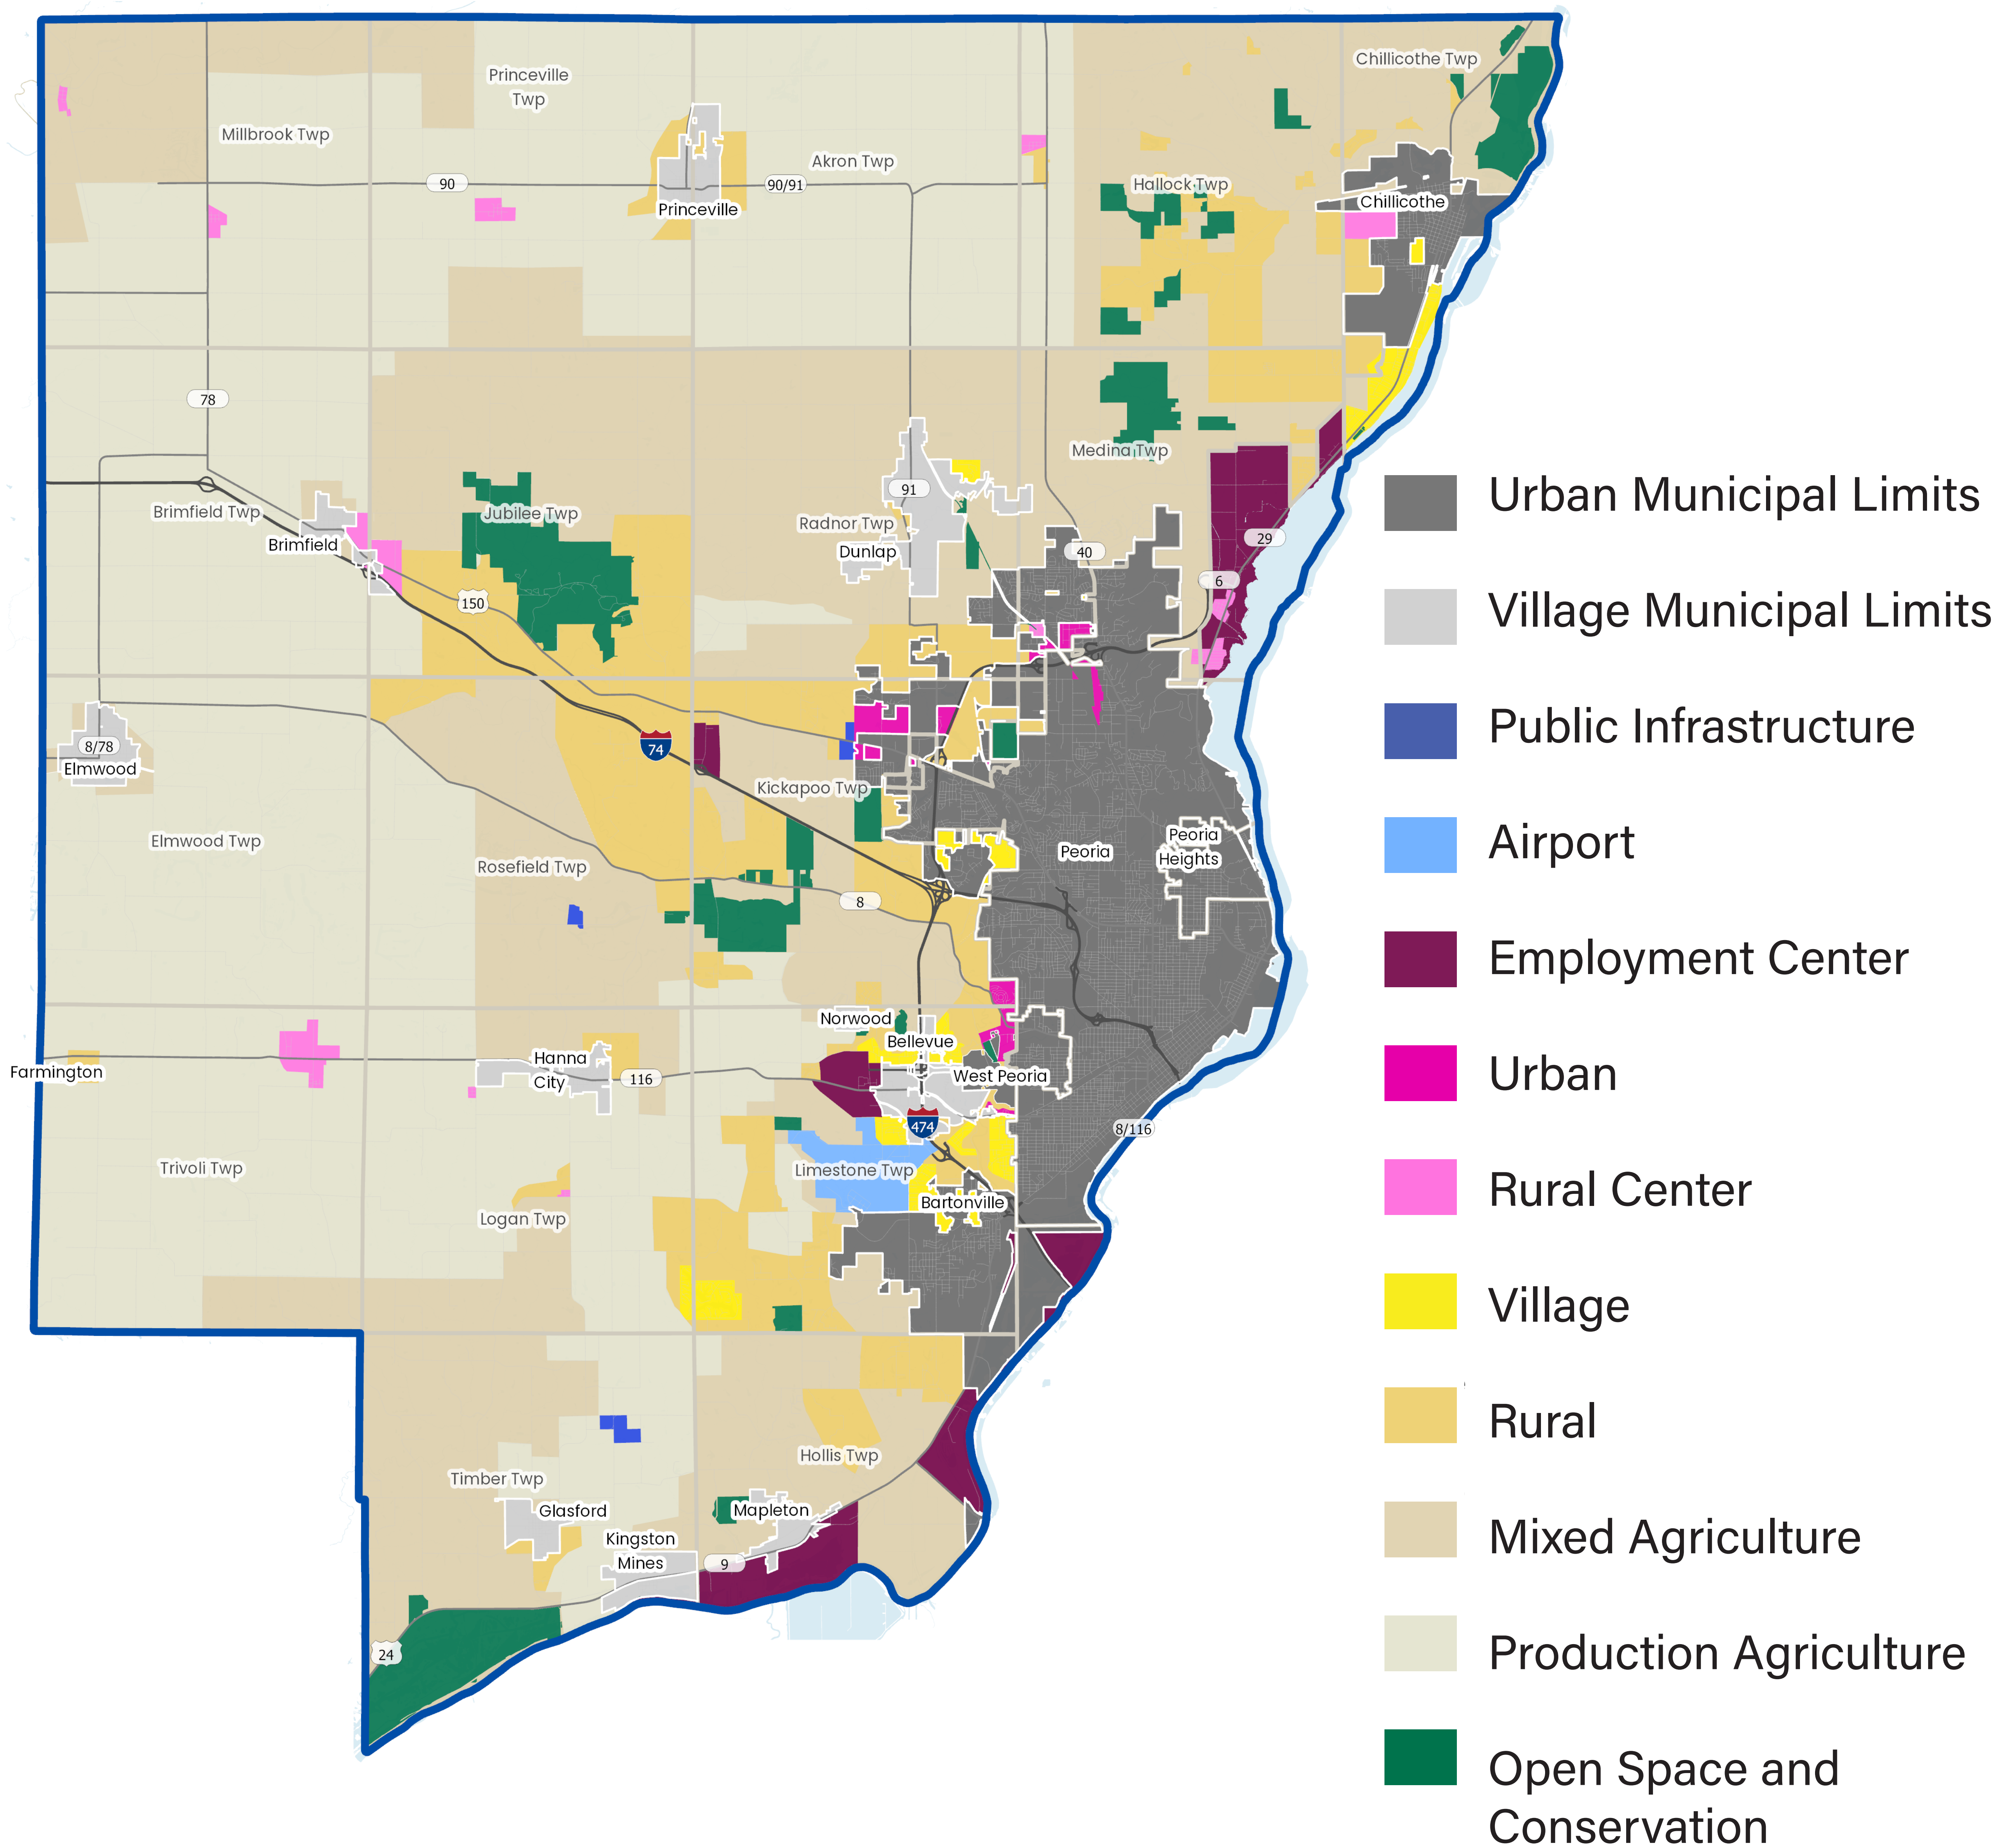 Chillicothe Twp
Princeville
Twp
Millbrook Twp
Akron Twp
90
90/91
Hallock Twp
Princeville
Chillicothe
78
Medina Twp
91
Brimfield Twp
Jubilee Twp
Radnor Twp
Brimfield
Dunlap
40
29
6
150
74
8/78
Elmwood
Kickapoo Twp
Elmwood Twp
Rosefield Twp
Peoria
Peoria
Heights
8
Norwood
Bellevue
Hanna
City
116
Farmington
West Peoria
474
8/116
Trivoli Twp
Limestone Twp
Bartonville
Logan Twp
Hollis Twp
Timber Twp
Glasford
Mapleton
Kingston
Mines
9
24
Urban Municipal Limits
Village Municipal Limits
Public Infrastructure
Airport
Employment Center
Urban
Rural Center
Village
Rural
Mixed Agriculture
Production Agriculture
Open Space and
Conservation